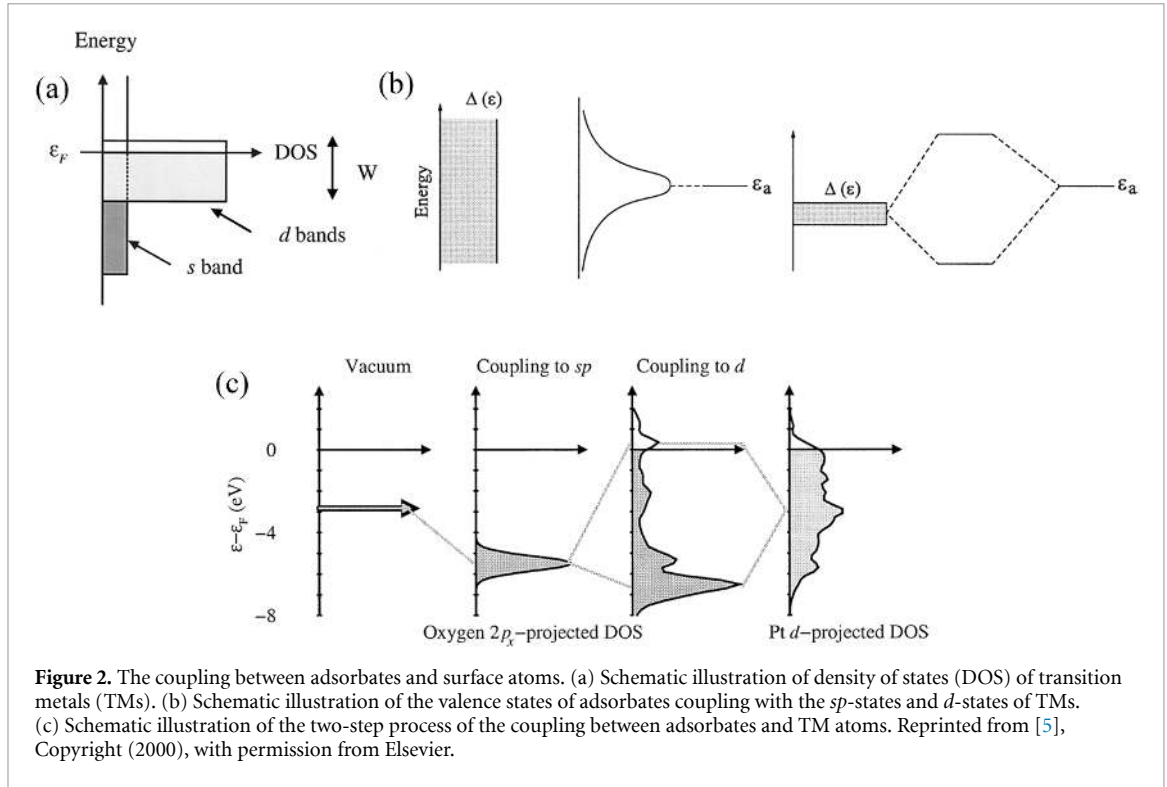 Energy
(a)
ε_F
DOS
W
d bands
s band
(b)
Δ (ε)
Energy
ε_a
Δ (ε)
ε_a
(c)
Vacuum
Coupling to sp
Coupling to d
0
−4
−8
ε−ε_F (eV)
Oxygen 2p_x–projected DOS
Pt d–projected DOS
Figure 2. The coupling between adsorbates and surface atoms. (a) Schematic illustration of density of states (DOS) of transition
metals (TMs). (b) Schematic illustration of the valence states of adsorbates coupling with the sp-states and d-states of TMs.
(c) Schematic illustration of the two-step process of the coupling between adsorbates and TM atoms. Reprinted from [5],
Copyright (2000), with permission from Elsevier.